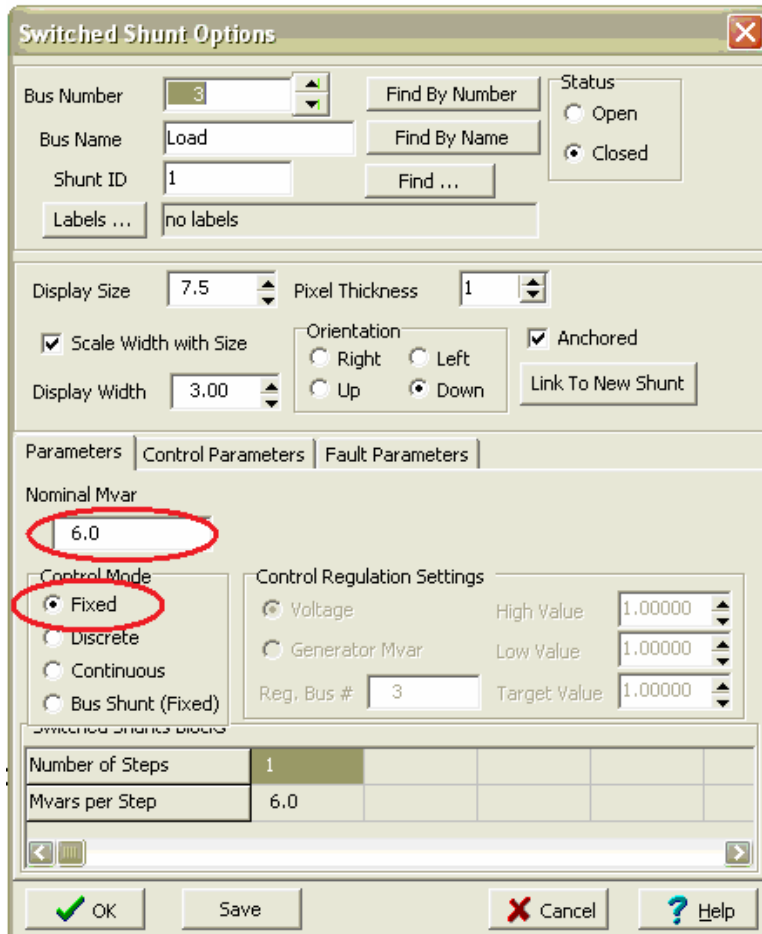 Switched Shunt Options
Bus Number 3 Find By Number
Status
Open
Bus Name Load Find By Name
Closed
Shunt ID 1 Find ...
Labels ... no labels
Display Size 7.5 Pixel Thickness 1
Scale Width with Size
Orientation
Right Left
Up Down
Anchored
Display Width 3.00
Link To New Shunt
Parameters Control Parameters Fault Parameters
Nominal Mvar
6.0
Control Mode
Fixed
Discrete
Continuous
Bus Shunt (Fixed)
Control Regulation Settings
Voltage High Value 1.00000
Generator Mvar Low Value 1.00000
Reg. Bus # 3 Target Value 1.00000
Switched Shunts Blocks
Number of Steps 1
Mvars per Step 6.0
OK Save Cancel Help